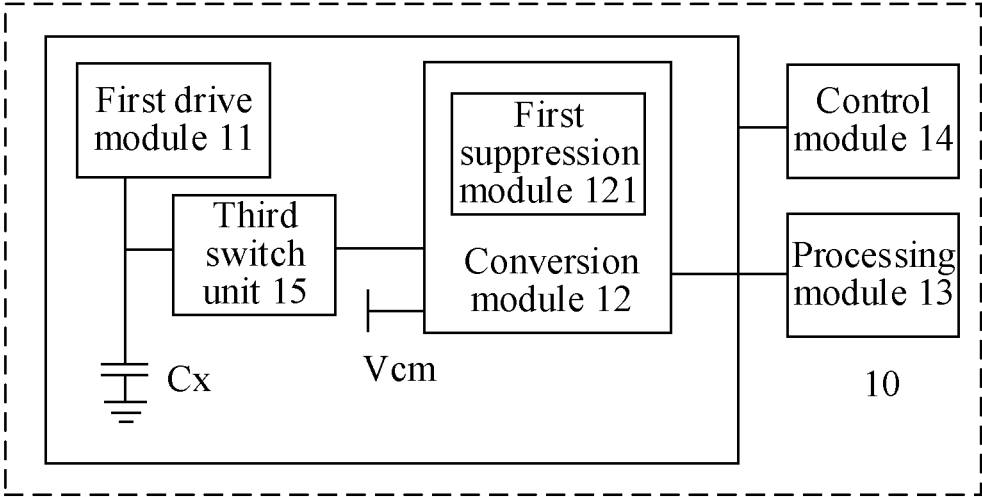 First drive
module 11
Third
switch
unit 15
Cx
Vcm
First
suppression
module 121
Conversion
module 12
Control
module 14
Processing
module 13
10